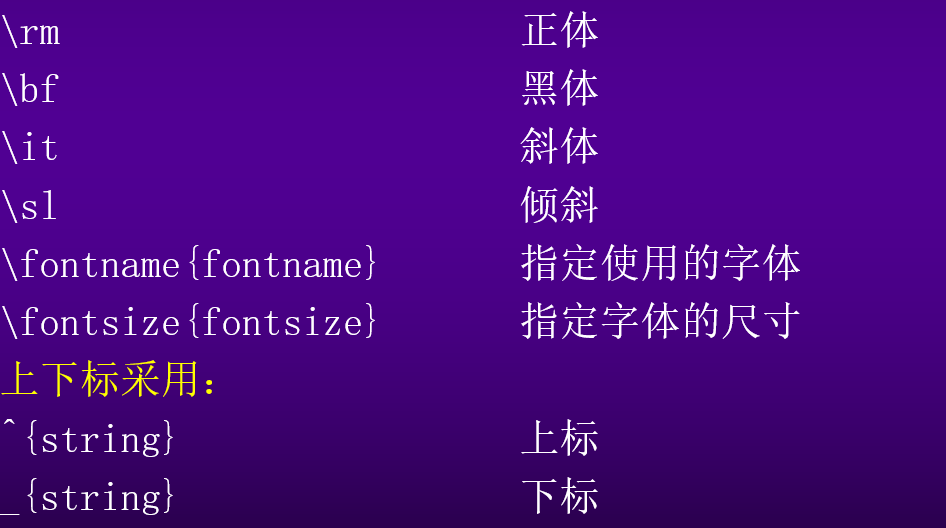 \rm 正体
\bf 黑体
\it 斜体
\sl 倾斜
\fontname{fontname} 指定使用的字体
\fontsize{fontsize} 指定字体的尺寸
上下标采用：
^{string} 上标
_{string} 下标